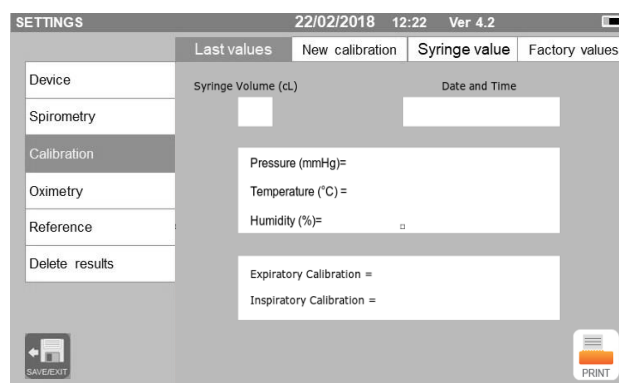 SETTINGS 22/02/2018 12:22 Ver 4.2
Last values New calibration Syringe value Factory values
Device
Spirometry
Calibration
Oximetry
Reference
Delete results
Syringe Volume (cL) Date and Time
Pressure (mmHg)=
Temperature (°C) =
Humidity (%)=
Expiratory Calibration =
Inspiratory Calibration =
SAVE/EXIT
PRINT